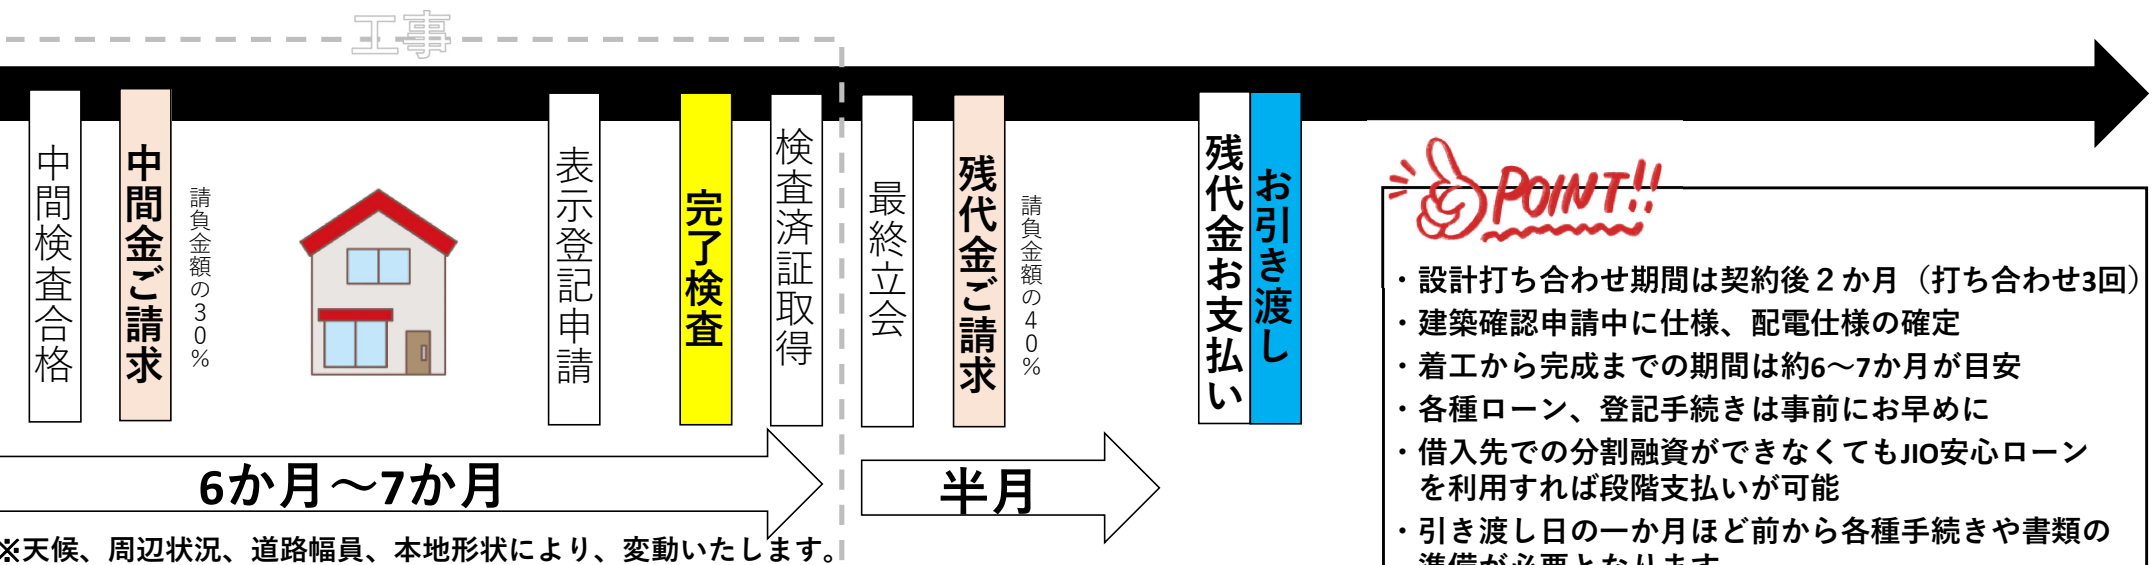 工事
中間検査合格
中間金ご請求
請負金額の30%
表示登記申請
完了検査
検査済証取得
最終立会
残代金ご請求
請負金額の40%
残代金お支払い
お引き渡し
6か月～7か月
半月
※天候、周辺状況、道路幅員、本地形状により、変動いたします。
POINT!!
・設計打ち合わせ期間は契約後２か月（打ち合わせ3回）
・建築確認申請中に仕様、配電仕様の確定
・着工から完成までの期間は約6～7か月が目安
・各種ローン、登記手続きは事前にお早めに
・借入先での分割融資ができなくてもJIO安心ローン
を利用すれば段階支払いが可能
・引き渡し日の一か月ほど前から各種手続きや書類の
準備が必要となります